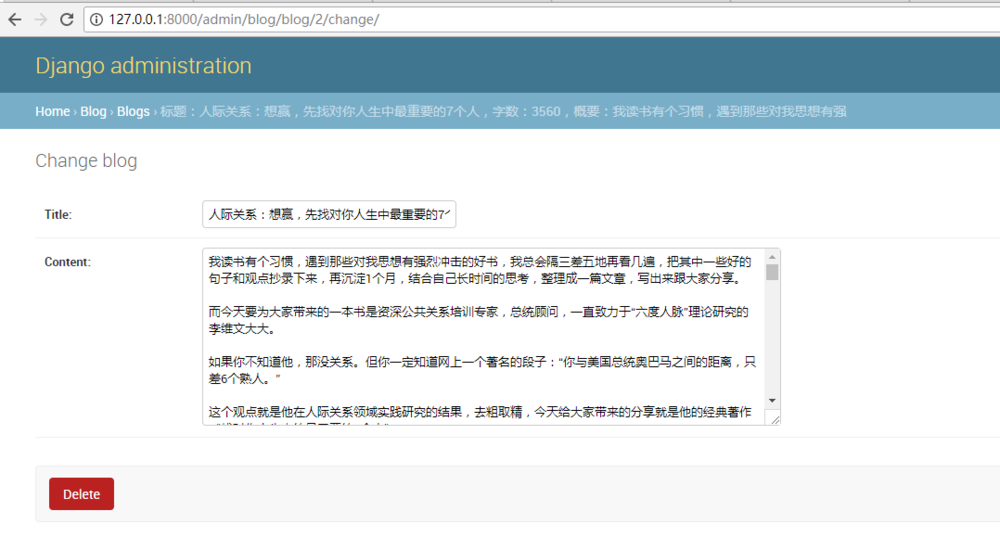 127.0.0.1:8000/admin/blog/blog/2/change/
Django administration
Home › Blog › Blogs › 标题：人际关系：想赢，先找对你人生中最重要的7个人，字数：3560，概要：我读书有个习惯，遇到那些对我思想有强
Change blog
Title:
人际关系：想赢，先找对你人生中最重要的7
Content:
我读书有个习惯，遇到那些对我思想有强烈冲击的好书，我总会隔三差五地再看几遍，把其中一些好的
句子和观点抄录下来，再沉淀1个月，结合自己长时间的思考，整理成一篇文章，写出来跟大家分享。
而今天要为大家带来的一本书是资深公共关系培训专家，总统顾问，一直致力于“六度人脉”理论研究的
李维文大大。
如果你不知道他，那没关系。但你一定知道网上一个著名的段子：“你与美国总统奥巴马之间的距离，只
差6个熟人。”
这个观点就是他在人际关系领域实践研究的结果，去粗取精，今天给大家带来的分享就是他的经典著作
Delete